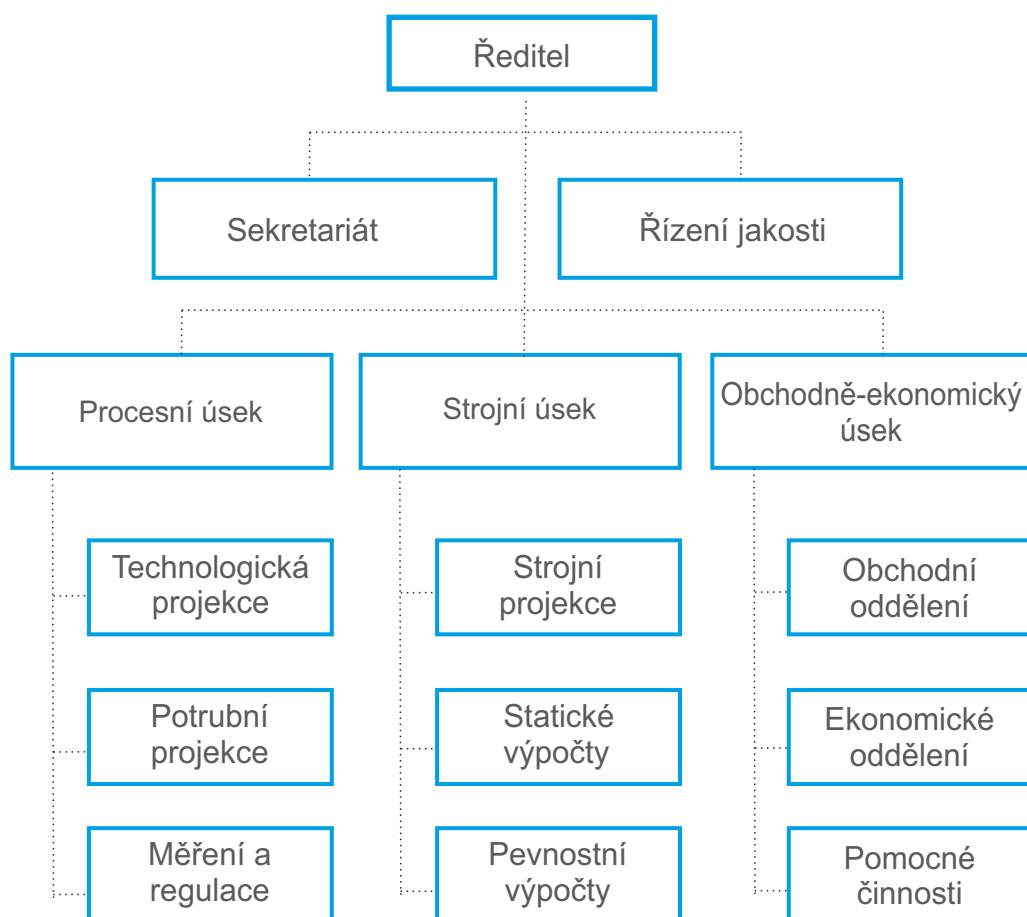 Ředitel
Sekretariát
Řízení jakosti
Procesní úsek
Strojní úsek
Obchodně-ekonomický
úsek
Technologická
projekce
Strojní
projekce
Obchodní
oddělení
Potrubní
projekce
Statické
výpočty
Ekonomické
oddělení
Měření a
regulace
Pevnostní
výpočty
Pomocné
činnosti